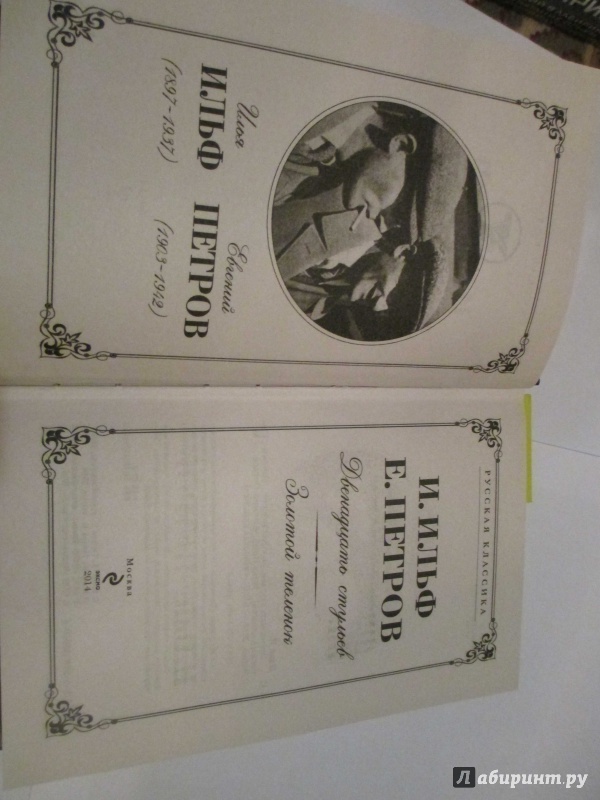 Илья
ИЛЬФ
(1897-1937)
Евгений
ПЕТРОВ
(1903-1942)
РУССКАЯ КЛАССИКА
И. ИЛЬФ
Е. ПЕТРОВ
Двенадцать стульев
Золотой теленок
Москва
ЭКСМО
2014
Лабиринт.ру